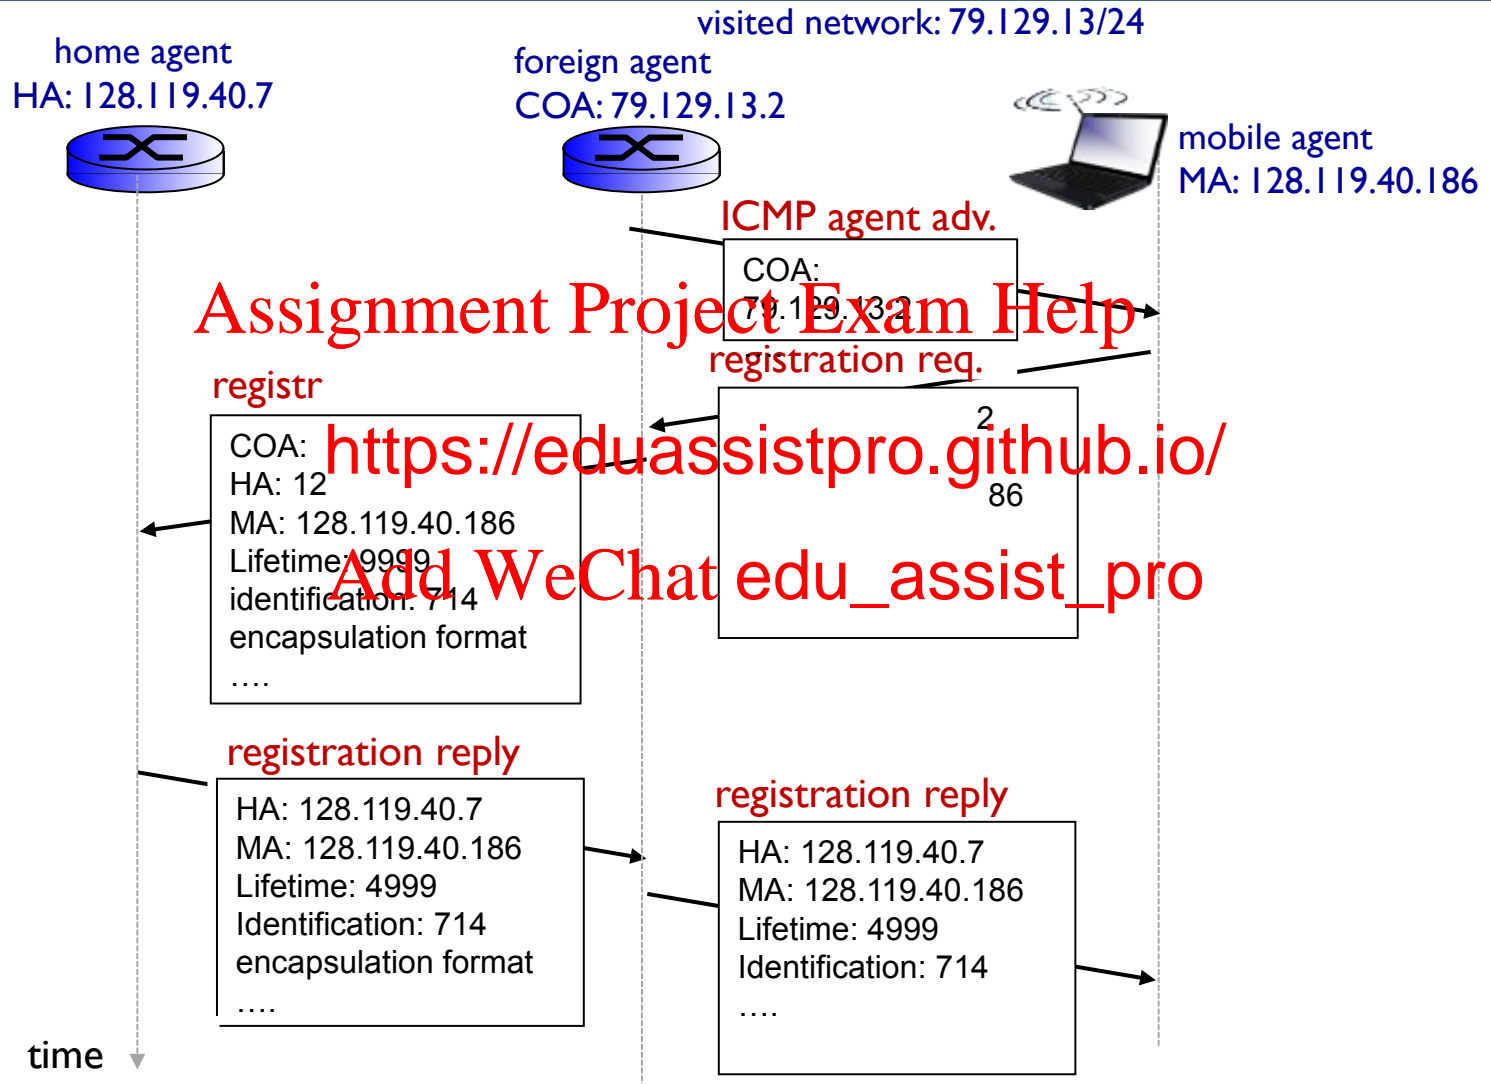 visited network: 79.129.13/24
home agent
HA: 128.119.40.7
foreign agent
COA: 79.129.13.2
mobile agent
MA: 128.119.40.186
ICMP agent adv.
COA:
79.129.13.2
....
Assignment Project Exam Help
registration req.
2
86
registr
COA:
HA: 12
MA: 128.119.40.186
Lifetime: 9999
identification: 714
encapsulation format
....
https://eduassistpro.github.io/
Add WeChat edu_assist_pro
registration reply
HA: 128.119.40.7
MA: 128.119.40.186
Lifetime: 4999
Identification: 714
encapsulation format
....
registration reply
HA: 128.119.40.7
MA: 128.119.40.186
Lifetime: 4999
Identification: 714
....
time